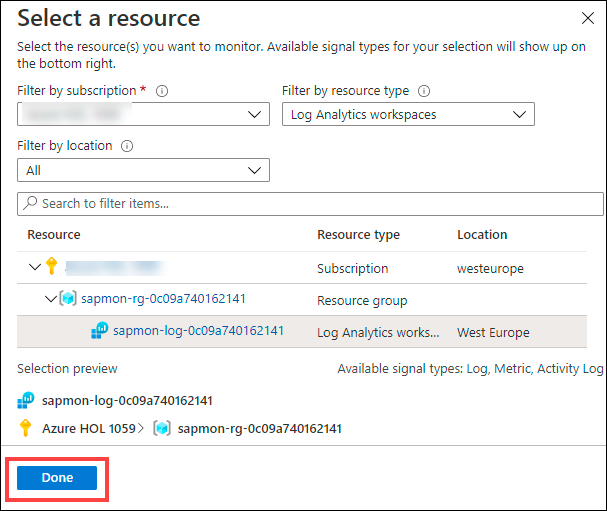 Select a resource
Select the resource(s) you want to monitor. Available signal types for your selection will show up on
the bottom right.
Filter by subscription *
Filter by resource type
Log Analytics workspaces
Filter by location
All
Search to filter items...
Resource Resource type Location
Subscription westeurope
sapmon-rg-0c09a740162141 Resource group
sapmon-log-0c09a740162141 Log Analytics works... West Europe
Selection preview Available signal types: Log, Metric, Activity Log
sapmon-log-0c09a740162141
Azure HOL 1059> sapmon-rg-0c09a740162141
Done